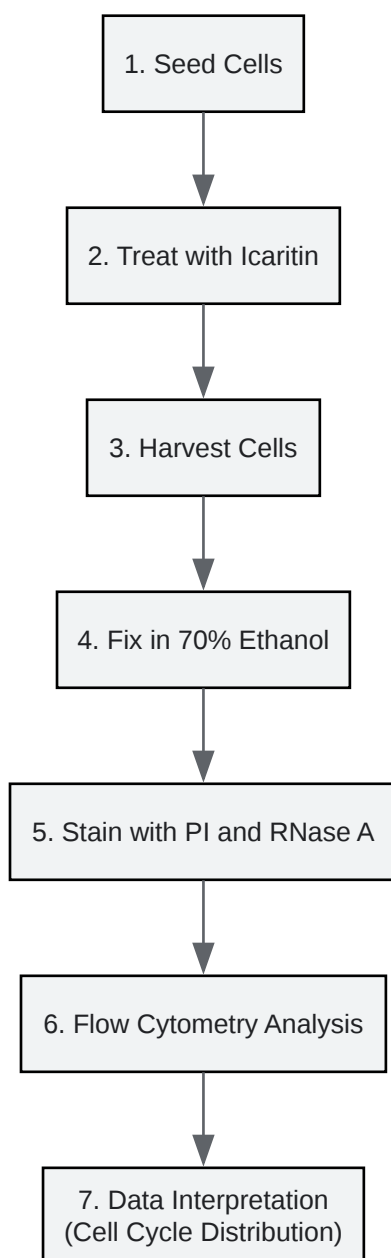 1. Seed Cells
2. Treat with Icaritin
3. Harvest Cells
4. Fix in 70% Ethanol
5. Stain with PI and RNase A
6. Flow Cytometry Analysis
7. Data Interpretation
(Cell Cycle Distribution)